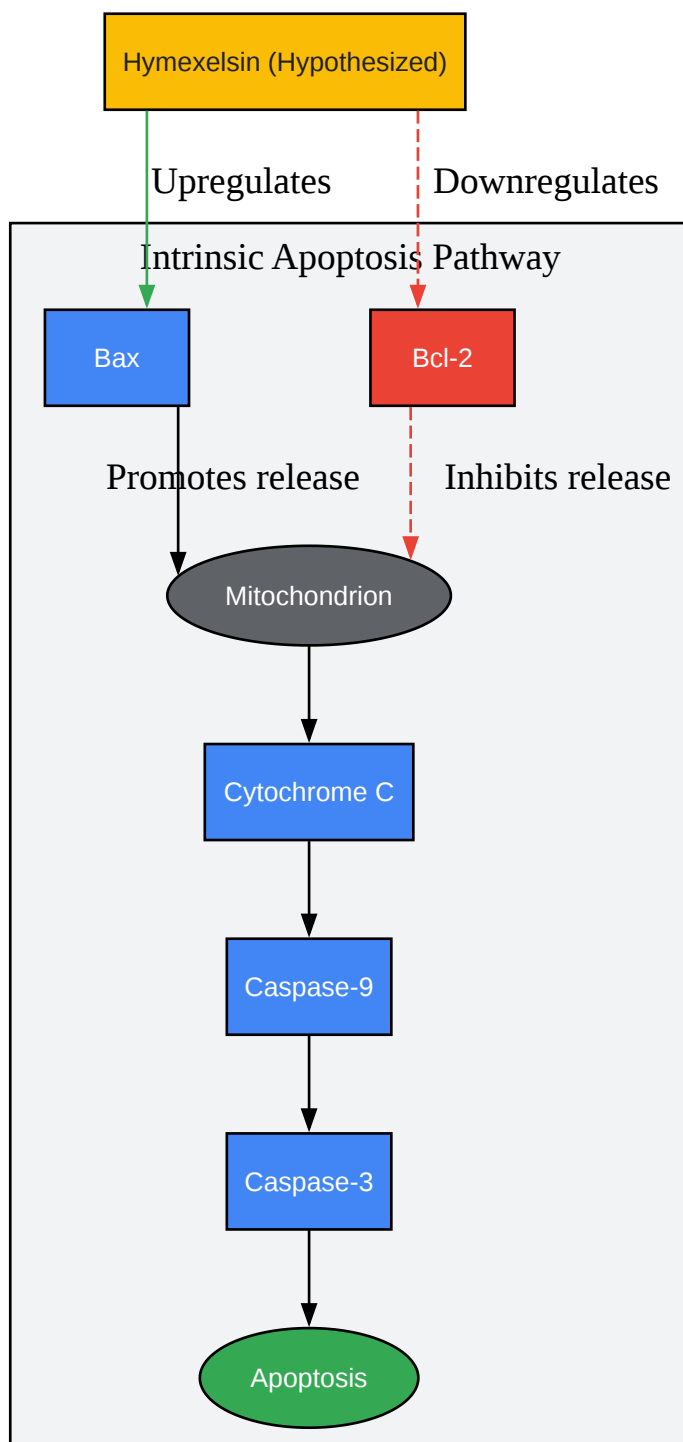 Hymexelsin (Hypothesized)
Upregulates
Downregulates
Intrinsic Apoptosis Pathway
Bax
Bcl-2
Promotes release
Inhibits release
Mitochondrion
Cytochrome C
Caspase-9
Caspase-3
Apoptosis